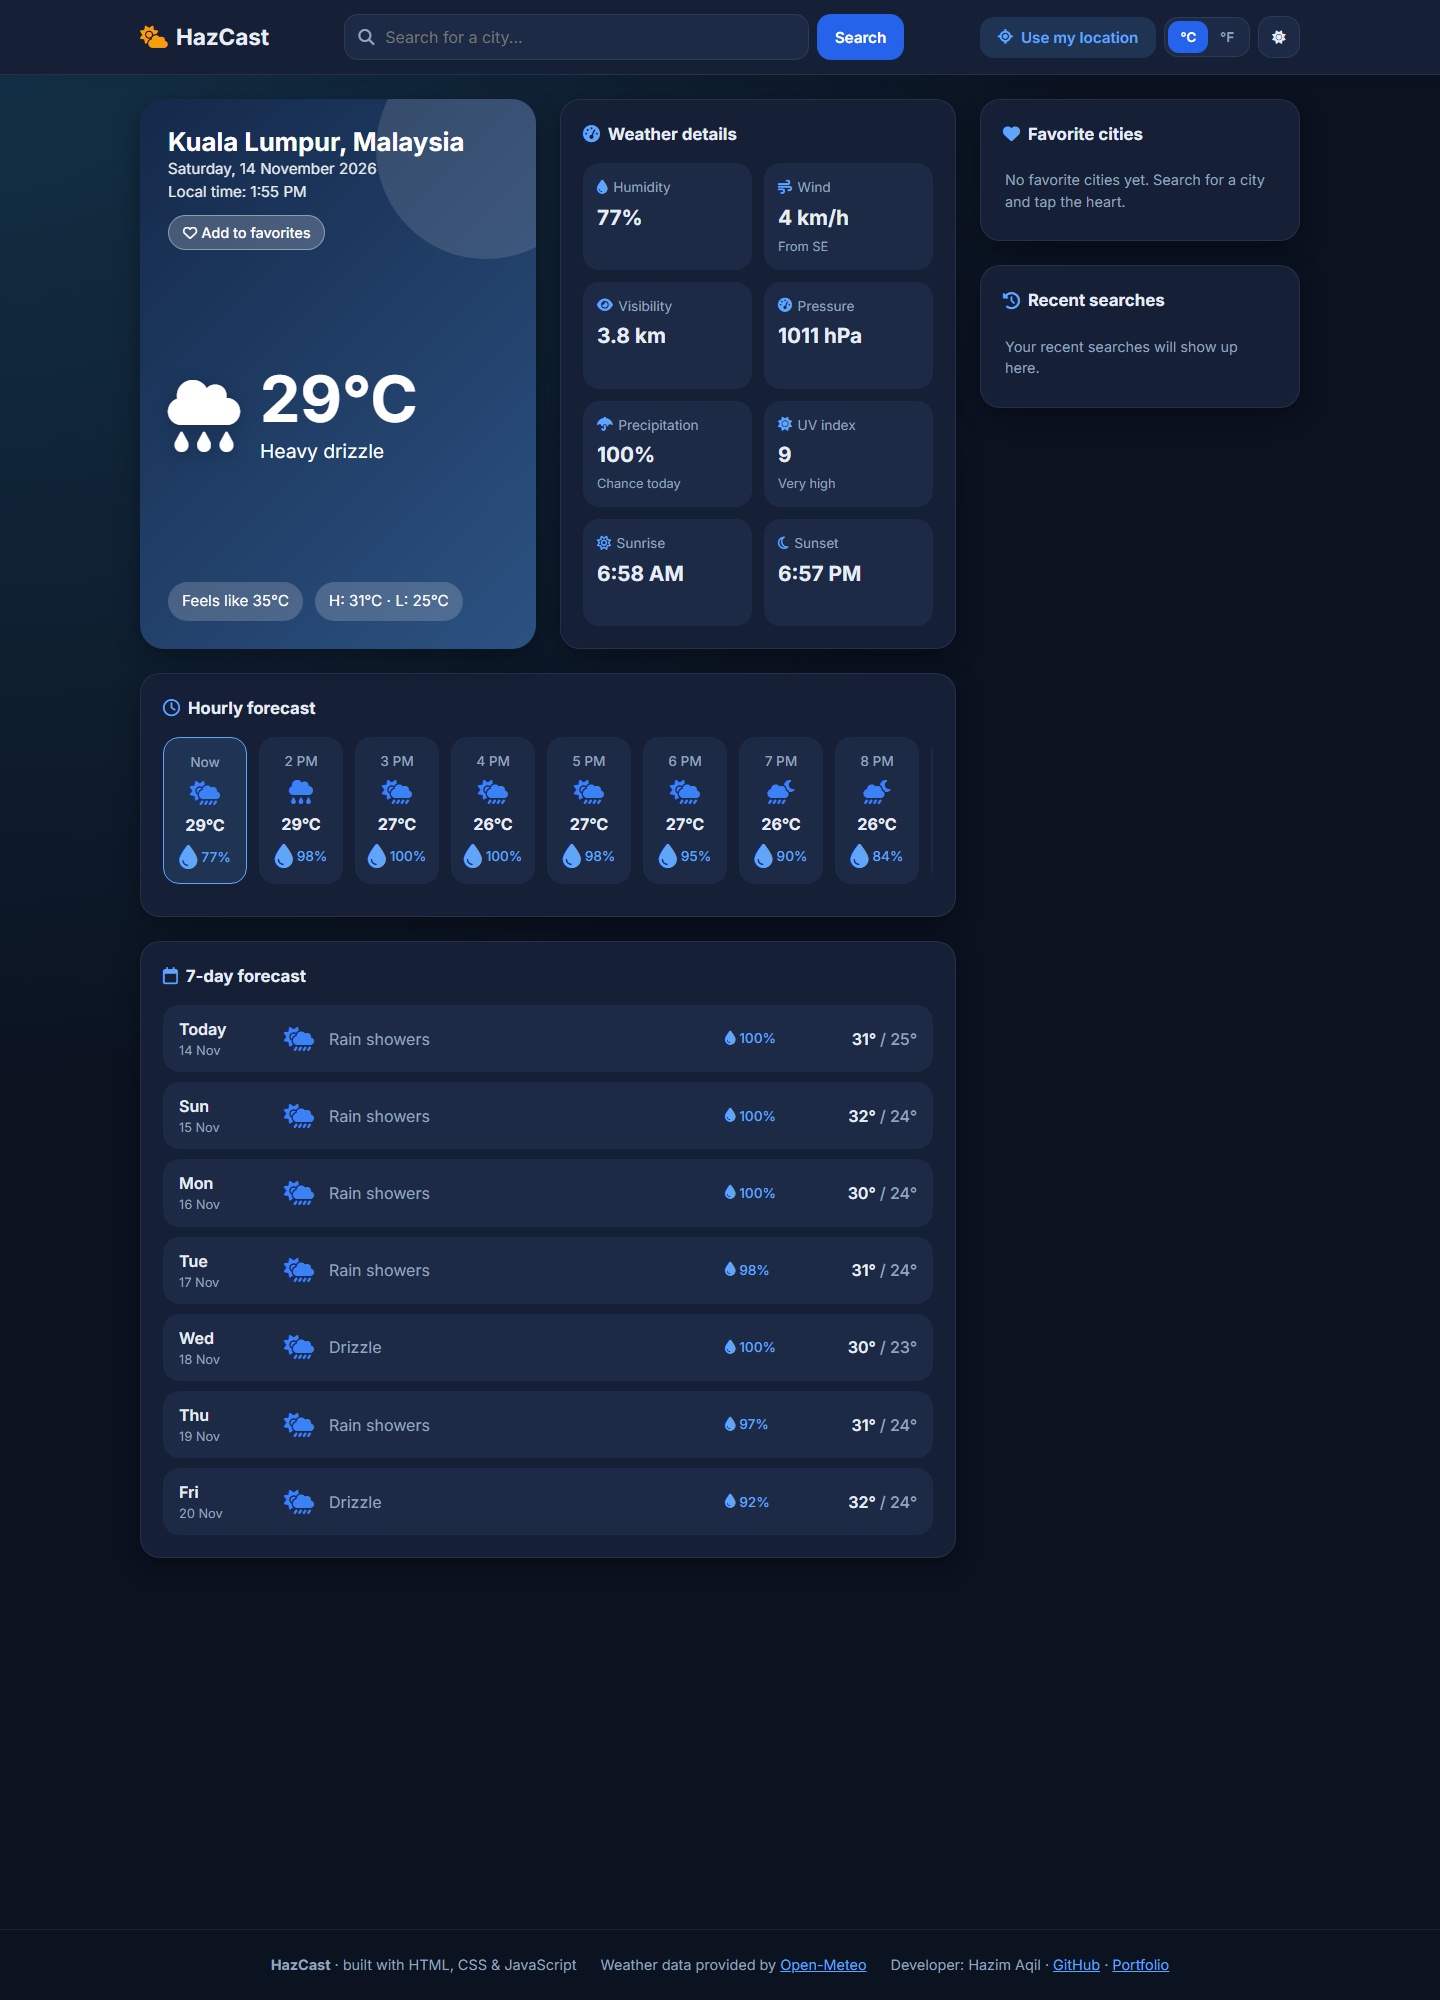 HazCast
Search for a city...
Search
Use my location
°C
°F
Kuala Lumpur, Malaysia
Saturday, 14 November 2026
Local time: 1:55 PM
Add to favorites
29°C
Heavy drizzle
Feels like 35°C
H: 31°C · L: 25°C
Weather details
Humidity
77%
Wind
4 km/h
From SE
Visibility
3.8 km
Pressure
1011 hPa
Precipitation
100%
Chance today
UV index
9
Very high
Sunrise
6:58 AM
Sunset
6:57 PM
Favorite cities
No favorite cities yet. Search for a city
and tap the heart.
Recent searches
Your recent searches will show up
here.
Hourly forecast
Now
29°C
77%
2 PM
29°C
98%
3 PM
27°C
100%
4 PM
26°C
100%
5 PM
27°C
98%
6 PM
27°C
95%
7 PM
26°C
90%
8 PM
26°C
84%
7-day forecast
Today
14 Nov
Rain showers
100%
31° / 25°
Sun
15 Nov
Rain showers
100%
32° / 24°
Mon
16 Nov
Rain showers
100%
30° / 24°
Tue
17 Nov
Rain showers
98%
31° / 24°
Wed
18 Nov
Drizzle
100%
30° / 23°
Thu
19 Nov
Rain showers
97%
31° / 24°
Fri
20 Nov
Drizzle
92%
32° / 24°
HazCast · built with HTML, CSS & JavaScript
Weather data provided by Open-Meteo
Developer: Hazim Aqil · GitHub · Portfolio